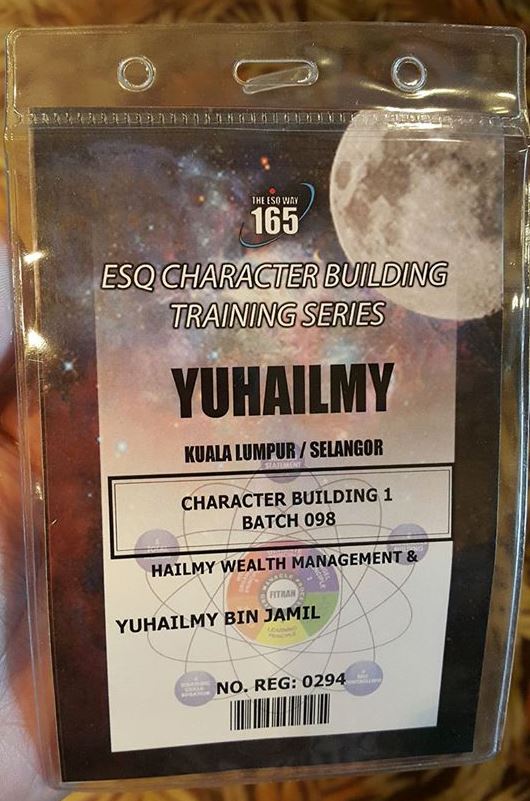 THE ESQ WAY
165
ESQ CHARACTER BUILDING
TRAINING SERIES
YUHAILMY
KUALA LUMPUR / SELANGOR
STATEMENT
CHARACTER BUILDING 1
BATCH 098
HAILMY WEALTH MANAGEMENT &
FITRAH
YUHAILMY BIN JAMIL
NO. REG: 0294